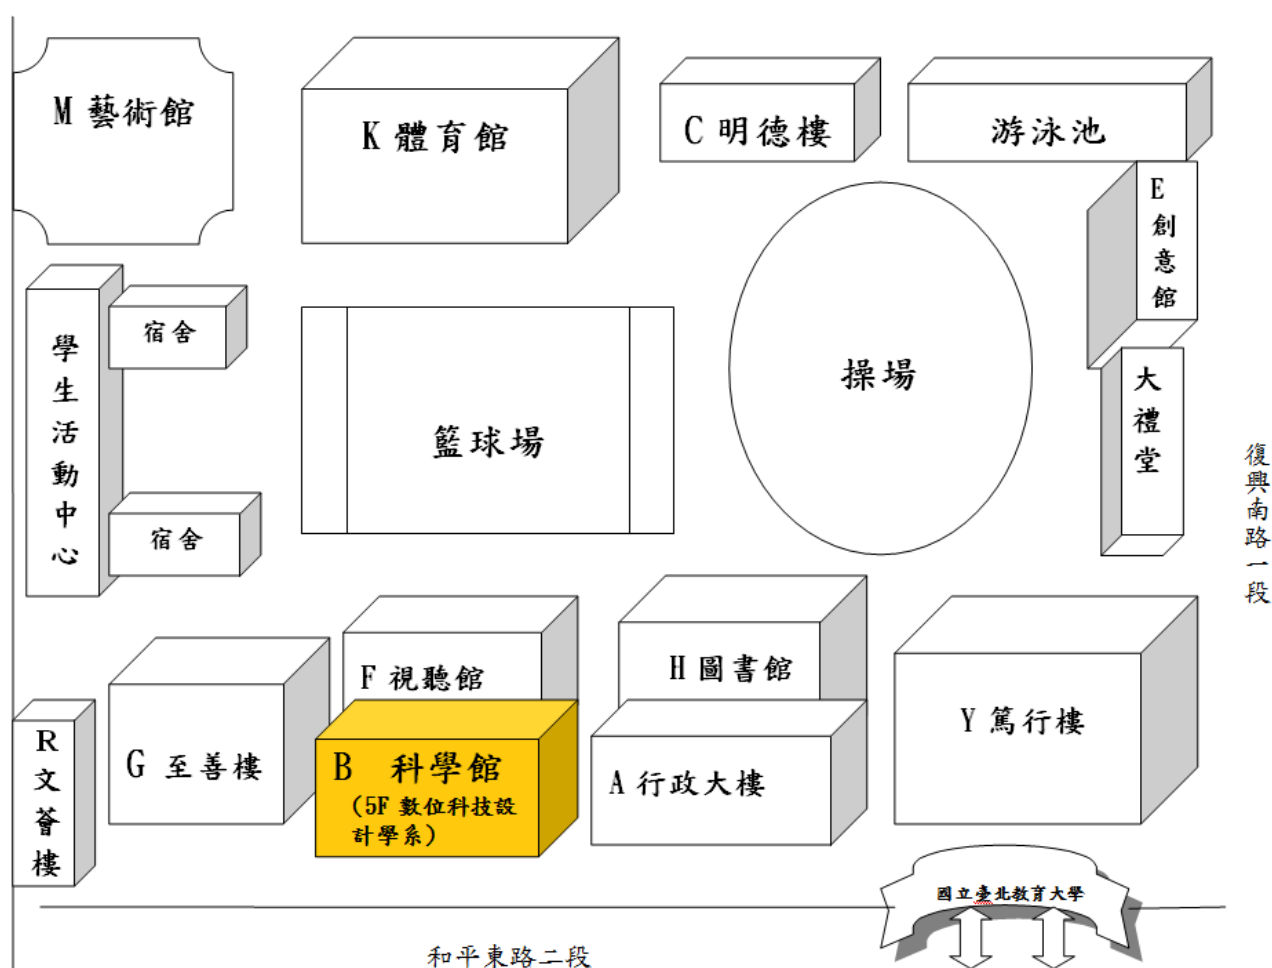 M 藝術館
K 體育館
C 明德樓
游泳池
E
創
意
館
學
生
活
動
中
心
宿舍
宿舍
籃球場
操場
大
禮
堂
復
興
南
路
一
段
F 視聽館
H 圖書館
Y 篤行樓
G 至善樓
B 科學館
(5F 數位科技設
計學系)
A 行政大樓
R
文
薈
樓
國立臺北教育大學
和平東路二段